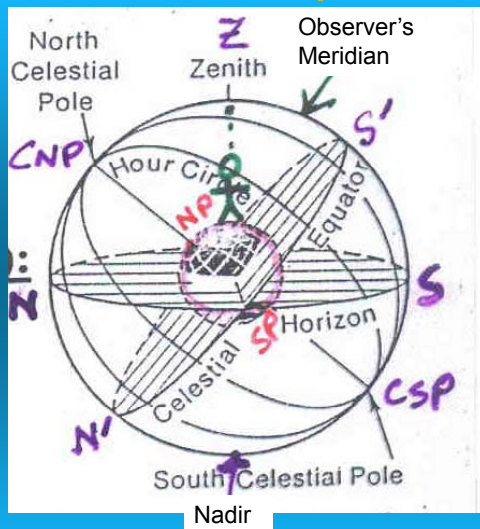 Z
Observer's
Meridian
North
Celestial
Pole
Zenith
S'
CNP
Hour Circle
Equator
NP
N
S
SP
Horizon
Celestial
CSP
N'
South Celestial Pole
Nadir